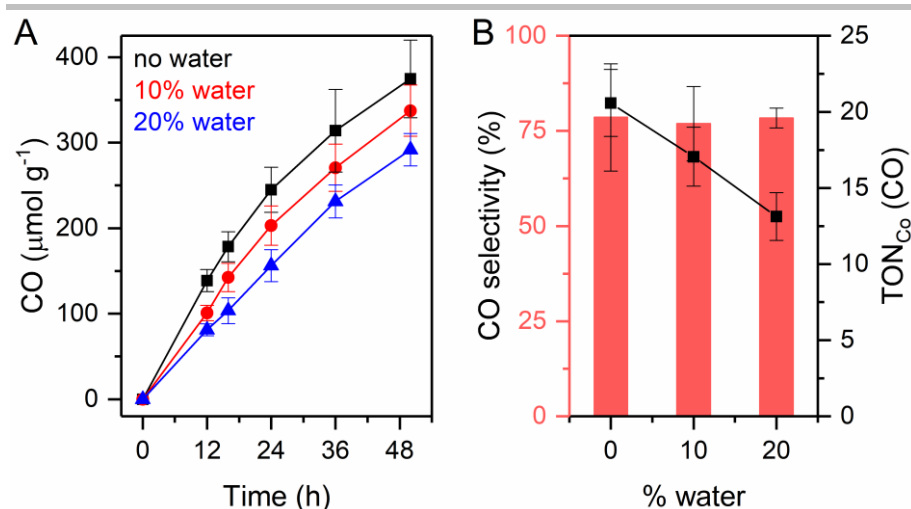 A
no water
10% water
20% water
CO (μmol g⁻¹)
400
300
200
100
0
0 12 24 36 48
Time (h)
B
CO selectivity (%)
100
75
50
25
0
0 10 20
% water
25
20
15
10
5
0
TON_Co (CO)